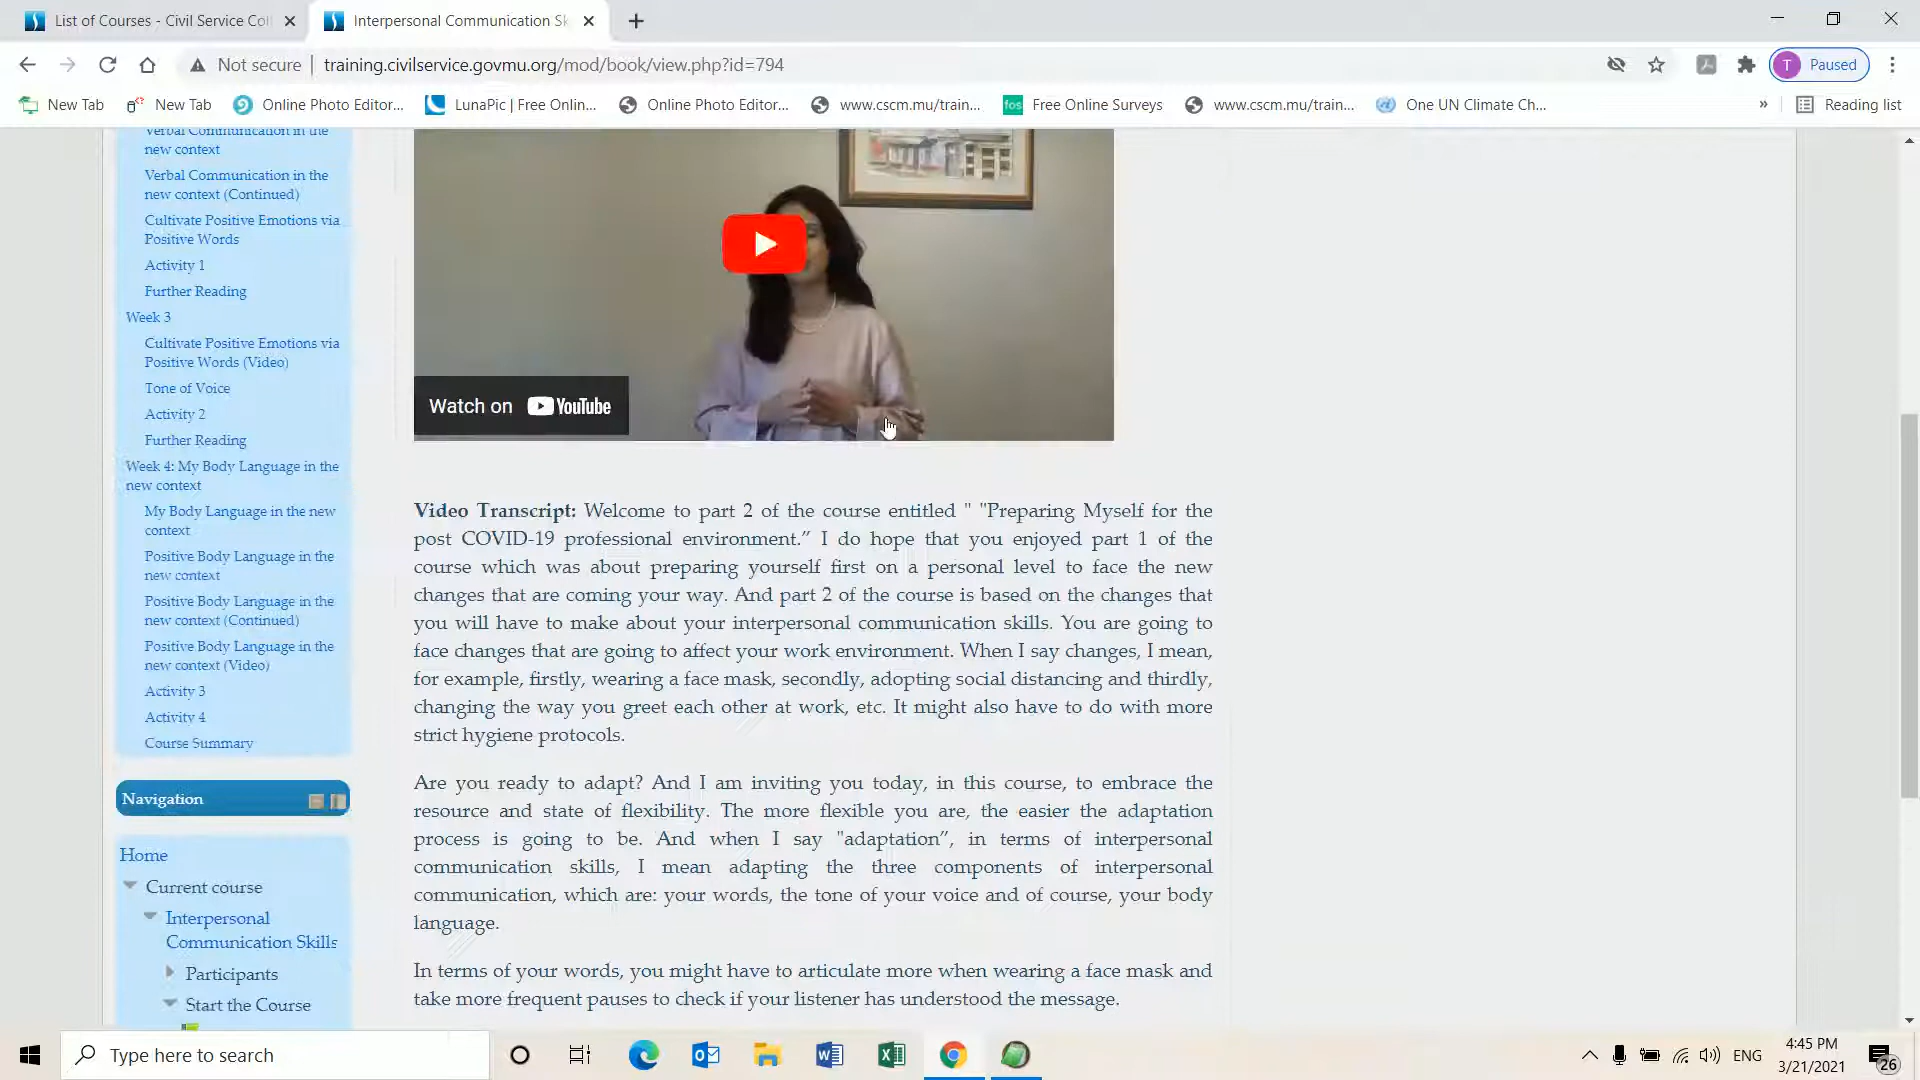 List of Courses - Civil Service Col
Interpersonal Communication Sk
Not secure
training.civilservice.govmu.org/mod/book/view.php?id=794
T
Paused
New Tab
New Tab
Online Photo Editor...
LunaPic | Free Onlin...
Online Photo Editor...
www.cscm.mu/train...
fos
Free Online Surveys
www.cscm.mu/train...
One UN Climate Ch...
»
Reading list
Verbal Communication in the
new context
Verbal Communication in the
new context (Continued)
Cultivate Positive Emotions via
Positive Words
Activity 1
Further Reading
Week 3
Cultivate Positive Emotions via
Positive Words (Video)
Tone of Voice
Activity 2
Further Reading
Week 4: My Body Language in the
new context
My Body Language in the new
context
Positive Body Language in the
new context
Positive Body Language in the
new context (Continued)
Positive Body Language in the
new context (Video)
Activity 3
Activity 4
Course Summary
Navigation
Home
Current course
Interpersonal
Communication Skills
Participants
Start the Course
Watch on YouTube
Video Transcript: Welcome to part 2 of the course entitled " "Preparing Myself for the
post COVID-19 professional environment.” I do hope that you enjoyed part 1 of the
course which was about preparing yourself first on a personal level to face the new
changes that are coming your way. And part 2 of the course is based on the changes that
you will have to make about your interpersonal communication skills. You are going to
face changes that are going to affect your work environment. When I say changes, I mean,
for example, firstly, wearing a face mask, secondly, adopting social distancing and thirdly,
changing the way you greet each other at work, etc. It might also have to do with more
strict hygiene protocols.
Are you ready to adapt? And I am inviting you today, in this course, to embrace the
resource and state of flexibility. The more flexible you are, the easier the adaptation
process is going to be. And when I say "adaptation”, in terms of interpersonal
communication skills, I mean adapting the three components of interpersonal
communication, which are: your words, the tone of your voice and of course, your body
language.
In terms of your words, you might have to articulate more when wearing a face mask and
take more frequent pauses to check if your listener has understood the message.
Type here to search
ENG
4:45 PM
3/21/2021
26